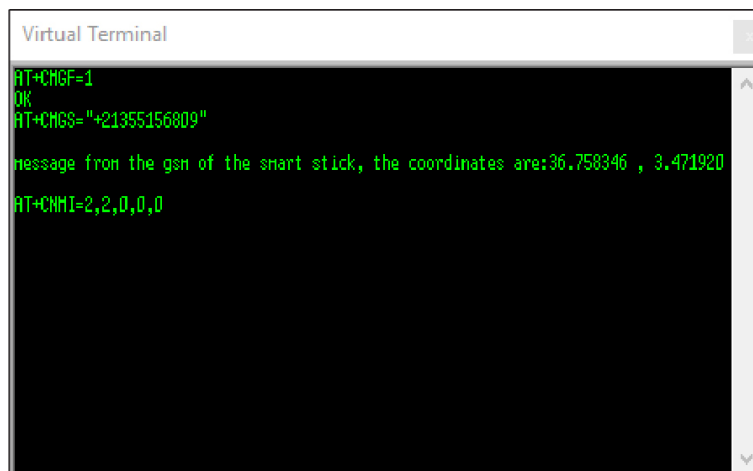 Virtual Terminal
AT+CMGF=1
OK
AT+CMGS="+21355156809"
message from the gsm of the smart stick, the coordinates are:36.758346 , 3.471920
AT+CNMI=2,2,0,0,0